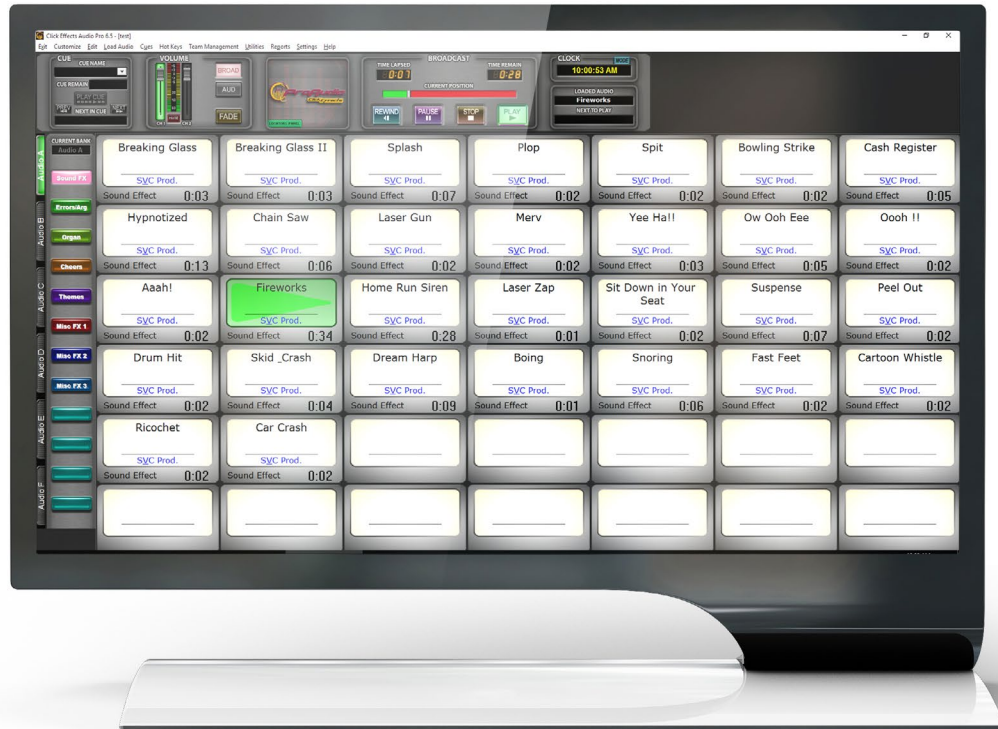 Click Effects Audio Pro 6.5 - [test]
Exit Customize Edit Load Audio Cues Hot Keys Team Management Utilities Reports Settings Help
CUE
CUE NAME
CUE REMAIN
PLAY CUE
PREV NEXT IN CUE NEXT
VOLUME
CH 1 CH 2
BROAD
AUD
FADE
BROADCAST
TIME LAPSED 0:07
TIME REMAIN 0:28
CURRENT POSITION
REWIND PAUSE STOP PLAY
CLOCK MODE
10:00:53 AM
LOADED AUDIO
Fireworks
NEXT TO PLAY
CURRENT BANK
Audio A
Sound FX
Errors/Arg
Organ
Cheers
Themes
Misc FX 1
Misc FX 2
Misc FX 3
Audio A
Audio B
Audio C
Audio D
Audio E
Audio F
Breaking Glass Breaking Glass II Splash Plop Spit Bowling Strike Cash Register
SVC Prod. SVC Prod. SVC Prod. SVC Prod. SVC Prod. SVC Prod. SVC Prod.
Sound Effect 0:03 Sound Effect 0:03 Sound Effect 0:07 Sound Effect 0:02 Sound Effect 0:02 Sound Effect 0:02 Sound Effect 0:05
Hypnotized Chain Saw Laser Gun Merv Yee Ha!! Ow Ooh Eee Oooh !!
SVC Prod. SVC Prod. SVC Prod. SVC Prod. SVC Prod. SVC Prod. SVC Prod.
Sound Effect 0:13 Sound Effect 0:06 Sound Effect 0:02 Sound Effect 0:02 Sound Effect 0:03 Sound Effect 0:05 Sound Effect 0:02
Aaah! Fireworks Home Run Siren Laser Zap Sit Down in Your Seat Suspense Peel Out
SVC Prod. SVC Prod. SVC Prod. SVC Prod. SVC Prod. SVC Prod. SVC Prod.
Sound Effect 0:02 Sound Effect 0:34 Sound Effect 0:28 Sound Effect 0:01 Sound Effect 0:02 Sound Effect 0:07 Sound Effect 0:02
Drum Hit Skid _Crash Dream Harp Boing Snoring Fast Feet Cartoon Whistle
SVC Prod. SVC Prod. SVC Prod. SVC Prod. SVC Prod. SVC Prod. SVC Prod.
Sound Effect 0:02 Sound Effect 0:04 Sound Effect 0:09 Sound Effect 0:01 Sound Effect 0:06 Sound Effect 0:02 Sound Effect 0:02
Ricochet Car Crash
SVC Prod. SVC Prod.
Sound Effect 0:02 Sound Effect 0:02